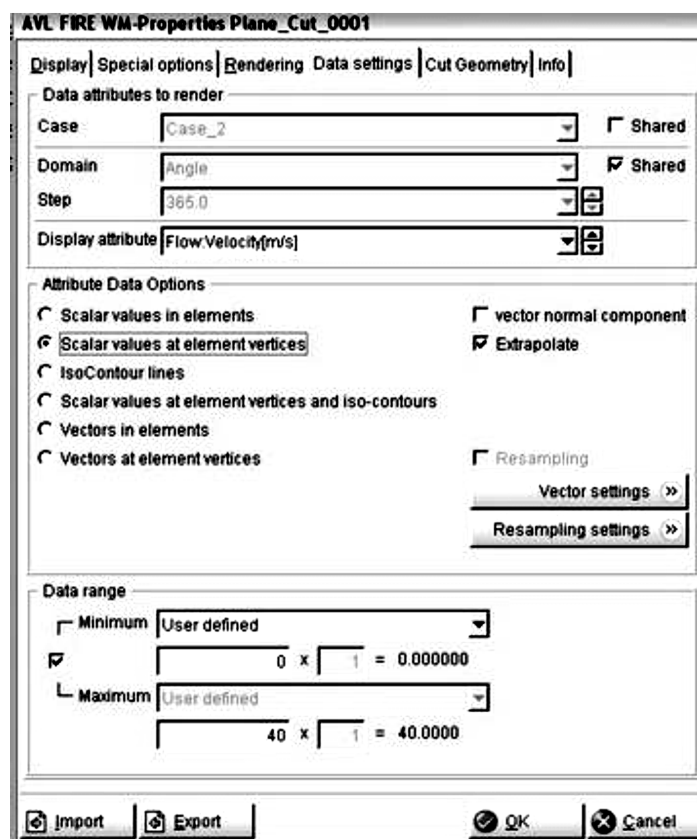 AVL FIRE WM-Properties Plane_Cut_0001
Display Special options Rendering Data settings Cut Geometry Info
Data attributes to render
Case Case_2 Shared
Domain Angle Shared
Step 365.0
Display attribute Flow:Velocity[m/s]
Attribute Data Options
Scalar values in elements vector normal component
Scalar values at element vertices Extrapolate
IsoContour lines
Scalar values at element vertices and iso-contours
Vectors in elements
Vectors at element vertices Resampling
Vector settings »
Resampling settings »
Data range
Minimum User defined
0 x 1 = 0.000000
Maximum User defined
40 x 1 = 40.0000
Import Export OK Cancel